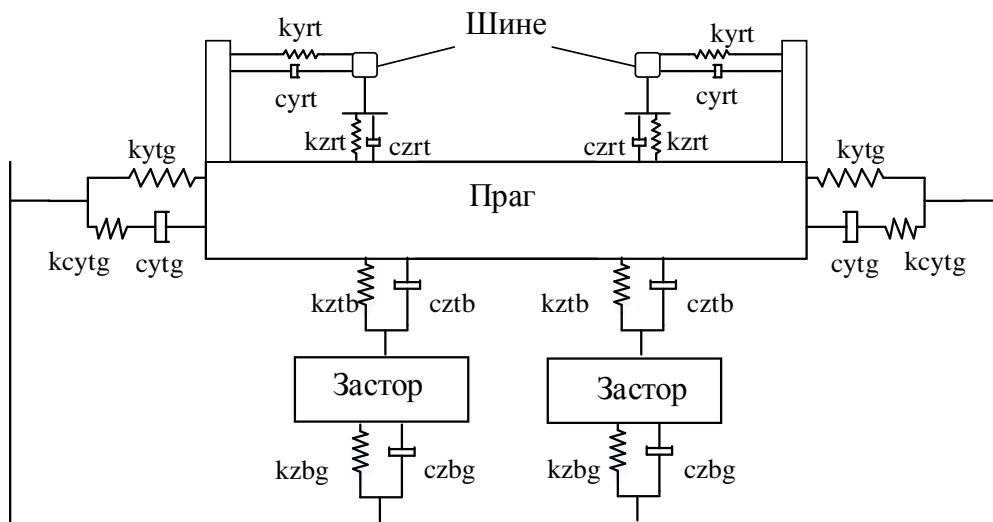 Шине
kyrt
kyrt
cyrt
cyrt
kzrt
czrt
czrt
kzrt
kytg
kytg
Праг
kcytg
cytg
cytg
kcytg
kztb
cztb
kztb
cztb
Застор
Застор
kzbg
czbg
kzbg
czbg